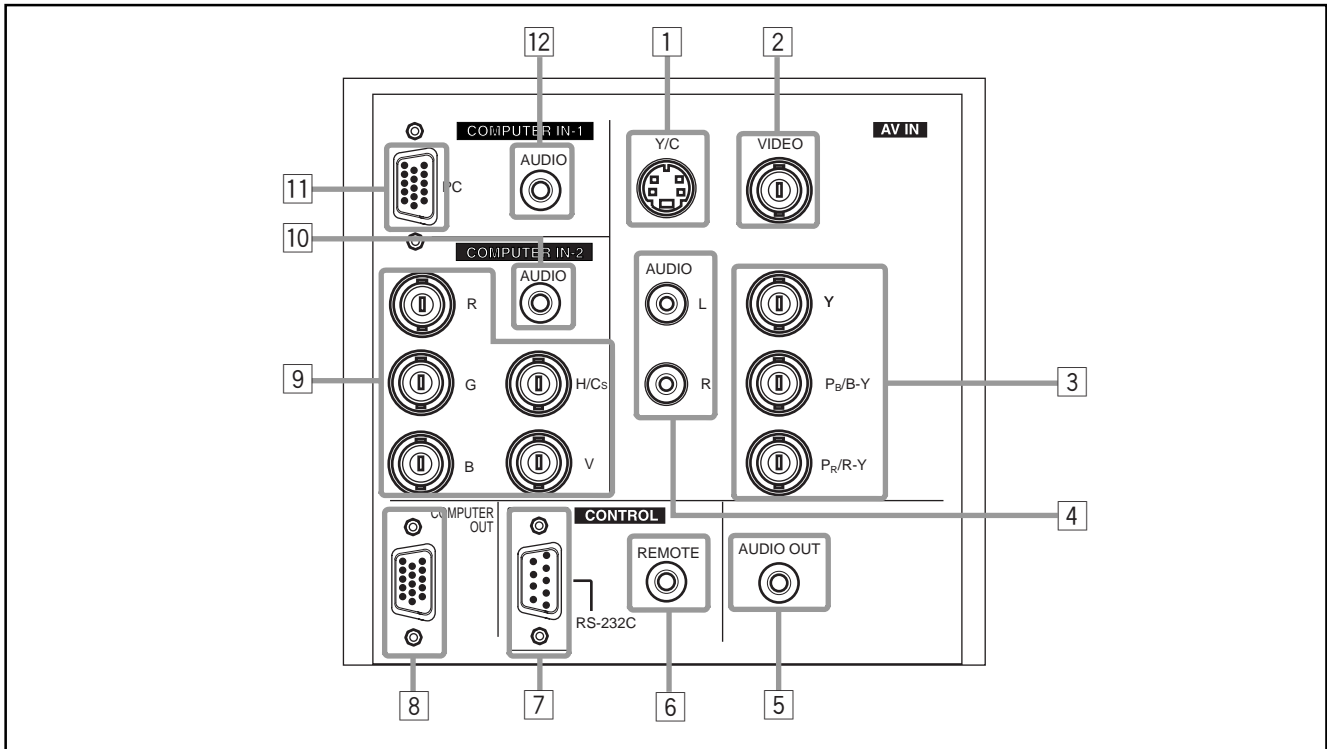 12 1 2
COMPUTER IN-1
AV IN
AUDIO
Y/C
VIDEO
11
PC
10
COMPUTER IN-2
AUDIO
AUDIO
R
L
Y
9
G
H/Cs
R
PB/B-Y
3
B
V
PR/R-Y
4
COMPUTER
OUT
CONTROL
REMOTE
AUDIO OUT
RS-232C
8 7 6 5